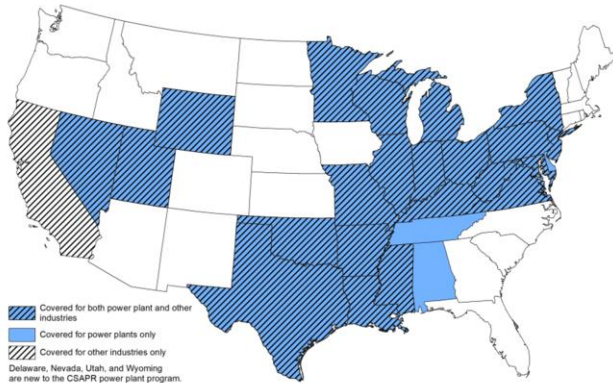 Covered for both power plant and other
industries
Covered for power plants only
Covered for other industries only
Delaware, Nevada, Utah, and Wyoming
are new to the CSAPR power plant program.